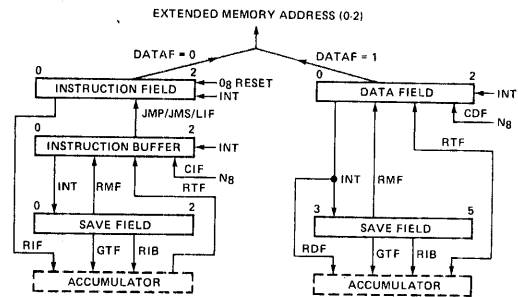 EXTENDED MEMORY ADDRESS (0-2)
DATAF = 0
DATAF = 1
0 2
INSTRUCTION FIELD
0₈ RESET
INT
0 2
DATA FIELD
INT
JMP/JMS/LIF
CDF
N₈
0 2
INSTRUCTION BUFFER
INT
RTF
CIF
N₈
INT
RMF
RTF
INT
RMF
0 2
SAVE FIELD
3 5
SAVE FIELD
RIF
GTF
RIB
RDF
GTF
RIB
ACCUMULATOR
ACCUMULATOR